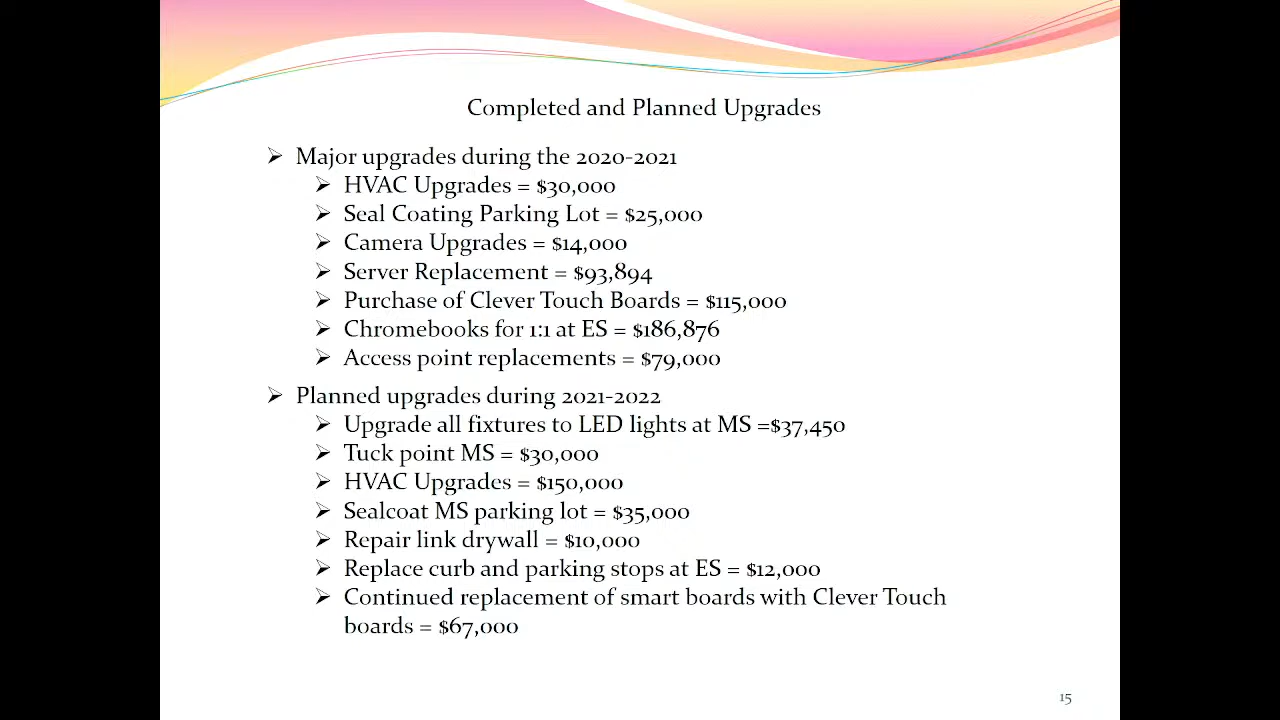 Completed and Planned Upgrades
➢ Major upgrades during the 2020-2021
➢ HVAC Upgrades = $30,000
➢ Seal Coating Parking Lot = $25,000
➢ Camera Upgrades = $14,000
➢ Server Replacement = $93,894
➢ Purchase of Clever Touch Boards = $115,000
➢ Chromebooks for 1:1 at ES = $186,876
➢ Access point replacements = $79,000
➢ Planned upgrades during 2021-2022
➢ Upgrade all fixtures to LED lights at MS =$37,450
➢ Tuck point MS = $30,000
➢ HVAC Upgrades = $150,000
➢ Sealcoat MS parking lot = $35,000
➢ Repair link drywall = $10,000
➢ Replace curb and parking stops at ES = $12,000
➢ Continued replacement of smart boards with Clever Touch
boards = $67,000
15